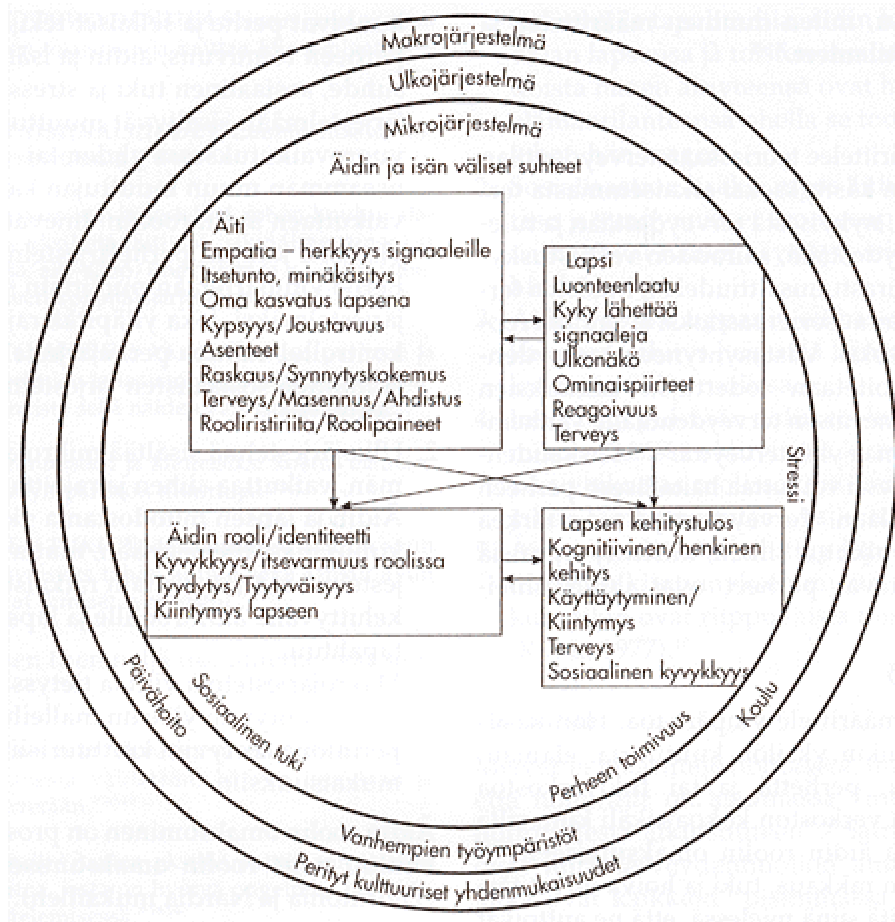 Makrojärjestelmä
Ulkojärjestelmä
Mikrojärjestelmä
Äidin ja isän väliset suhteet
Äiti
Empatia – herkkyys signaaleille
Itsetunto, minäkäsitys
Oma kasvatus lapsena
Kypsyys/Joustavuus
Asenteet
Raskaus/Synnytyskokemus
Terveys/Masennus/Ahdistus
Rooliristiriita/Roolipaineet
Lapsi
Luonteenlaatu
Kyky lähettää
signaaleja
Ulkonäkö
Ominaispiirteet
Reagoivuus
Terveys
Stressi
Äidin rooli/identiteetti
Kyvykkyys/itsevarmuus roolissa
Tyydytys/Tyytyväisyys
Kiintymys lapseen
Lapsen kehitystulos
Kognitiivinen/henkinen
kehitys
Käyttäytyminen/
Kiintymys
Terveys
Sosiaalinen kyvykkyys
Päivähoito
Sosiaalinen tuki
Perheen toimivuus
Koulu
Vanhempien työympäristöt
Perityt kulttuuriset yhdenmukaisuudet